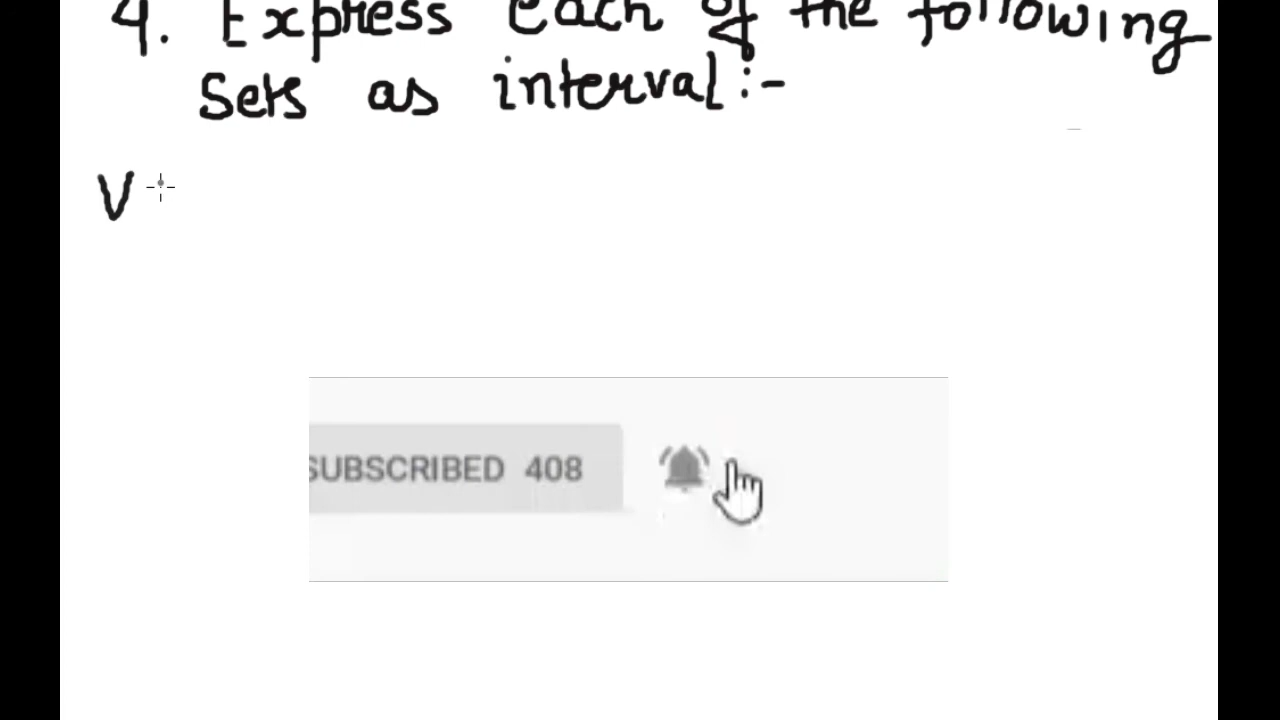 4. Express each of the following
Sets as interval:-
V
SUBSCRIBED 408